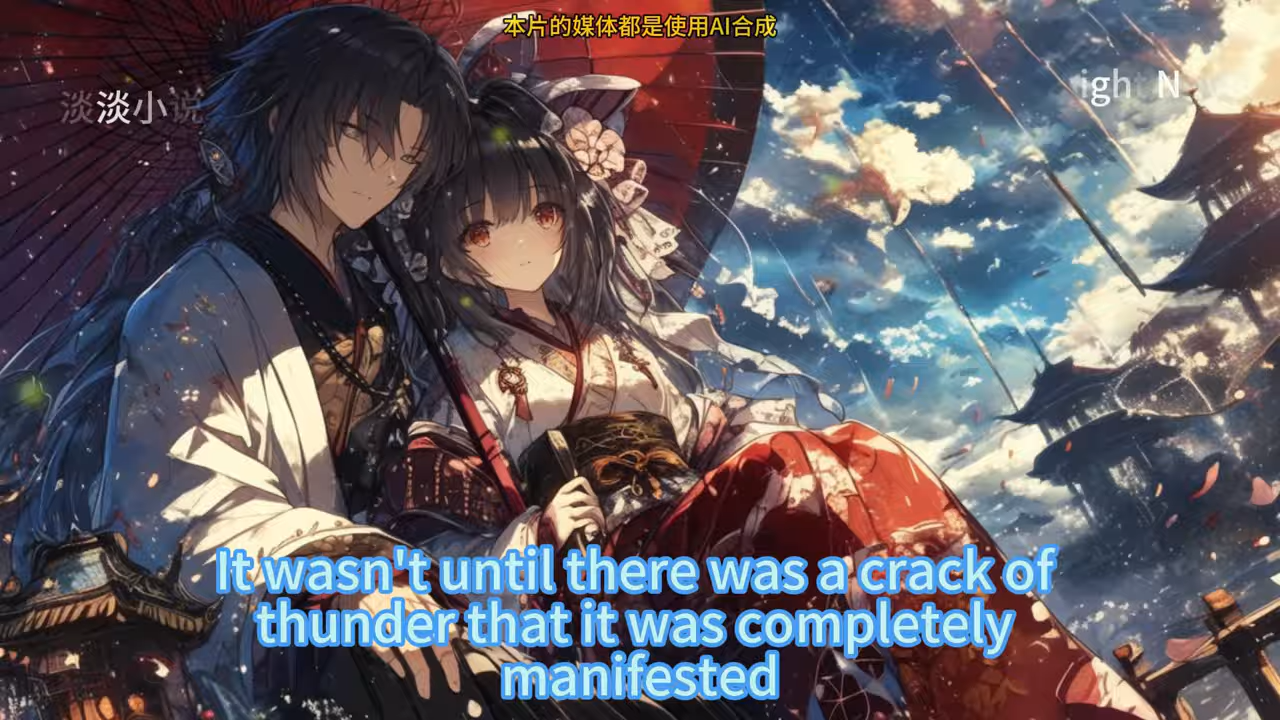 本片的媒体都是使用AI合成
淡淡小说
ight N
It wasn't until there was a crack of
thunder that it was completely
manifested